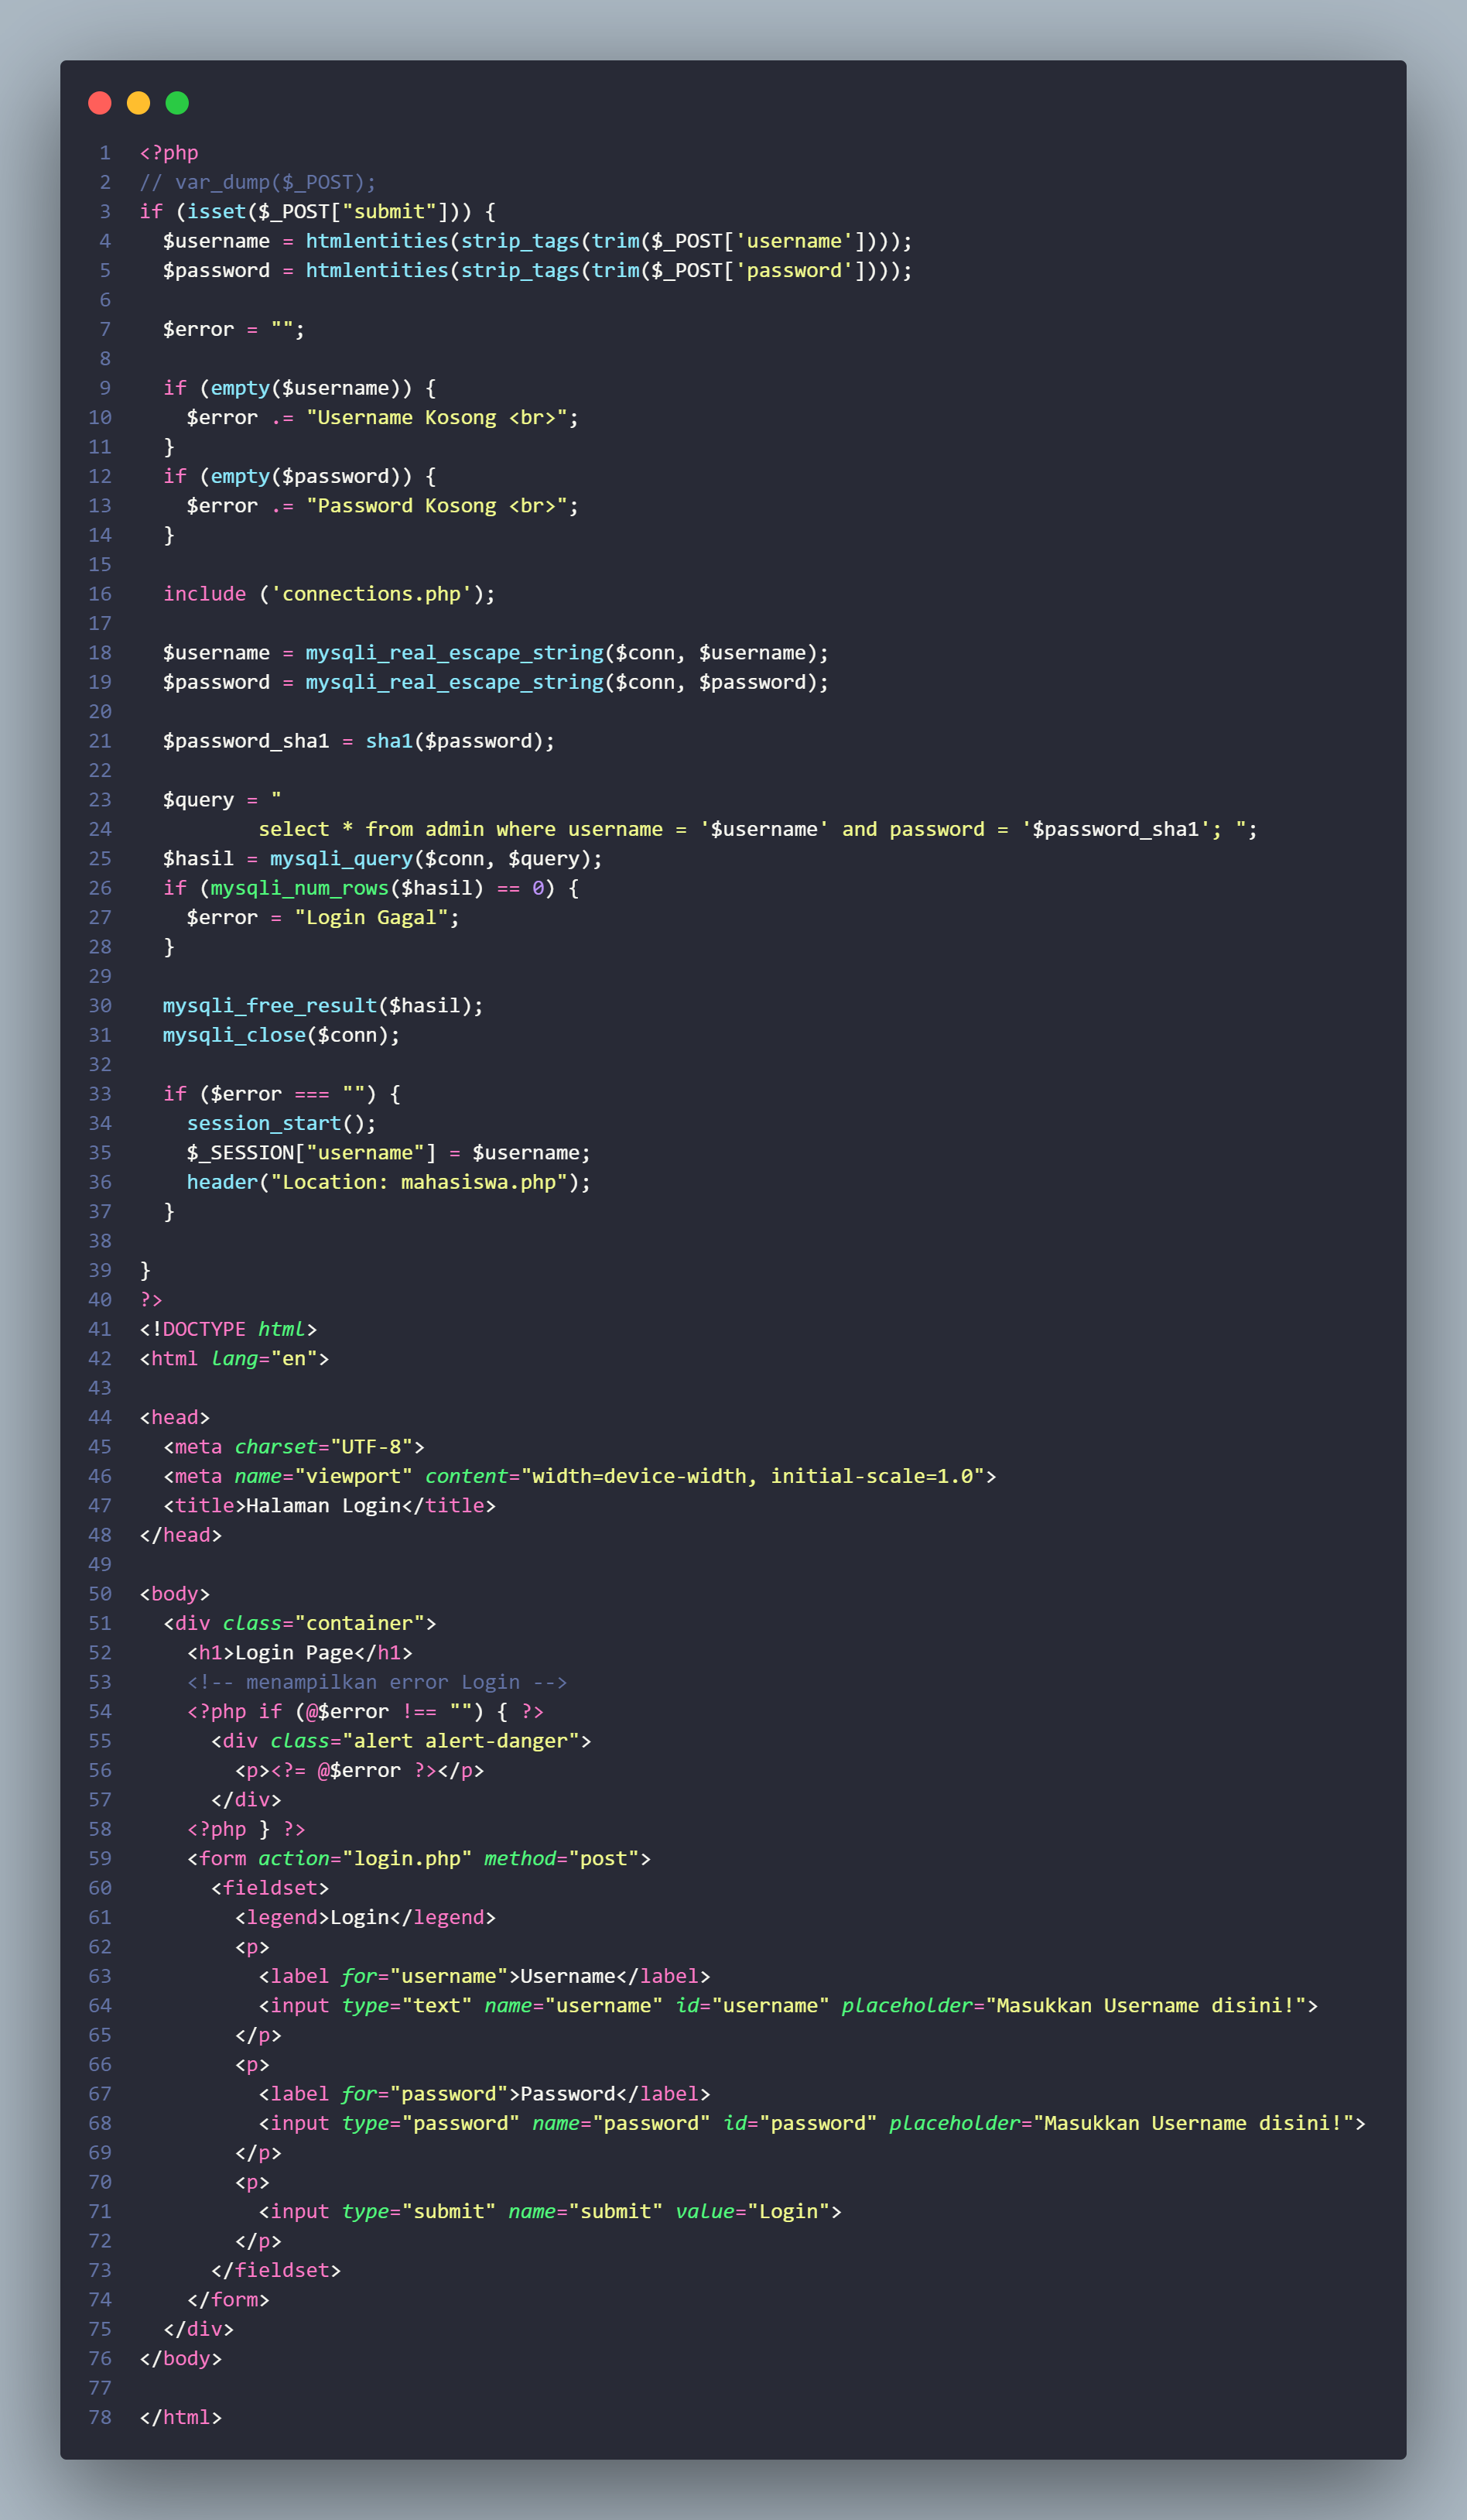 1 <?php
2 // var_dump($_POST);
3 if (isset($_POST["submit"])) {
4   $username = htmlentities(strip_tags(trim($_POST['username'])));
5   $password = htmlentities(strip_tags(trim($_POST['password'])));
6
7   $error = "";
8
9   if (empty($username)) {
10     $error .= "Username Kosong <br>";
11   }
12   if (empty($password)) {
13     $error .= "Password Kosong <br>";
14   }
15
16   include ('connections.php');
17
18   $username = mysqli_real_escape_string($conn, $username);
19   $password = mysqli_real_escape_string($conn, $password);
20
21   $password_sha1 = sha1($password);
22
23   $query = "
24           select * from admin where username = '$username' and password = '$password_sha1'; ";
25   $hasil = mysqli_query($conn, $query);
26   if (mysqli_num_rows($hasil) == 0) {
27     $error = "Login Gagal";
28   }
29
30   mysqli_free_result($hasil);
31   mysqli_close($conn);
32
33   if ($error === "") {
34     session_start();
35     $_SESSION["username"] = $username;
36     header("Location: mahasiswa.php");
37   }
38
39 }
40 ?>
41 <!DOCTYPE html>
42 <html lang="en">
43
44 <head>
45   <meta charset="UTF-8">
46   <meta name="viewport" content="width=device-width, initial-scale=1.0">
47   <title>Halaman Login</title>
48 </head>
49
50 <body>
51   <div class="container">
52     <h1>Login Page</h1>
53     <!-- menampilkan error Login -->
54     <?php if (@$error !== "") { ?>
55       <div class="alert alert-danger">
56         <p><?= @$error ?></p>
57       </div>
58     <?php } ?>
59     <form action="login.php" method="post">
60       <fieldset>
61         <legend>Login</legend>
62         <p>
63           <label for="username">Username</label>
64           <input type="text" name="username" id="username" placeholder="Masukkan Username disini!">
65         </p>
66         <p>
67           <label for="password">Password</label>
68           <input type="password" name="password" id="password" placeholder="Masukkan Username disini!">
69         </p>
70         <p>
71           <input type="submit" name="submit" value="Login">
72         </p>
73       </fieldset>
74     </form>
75   </div>
76 </body>
77
78 </html>